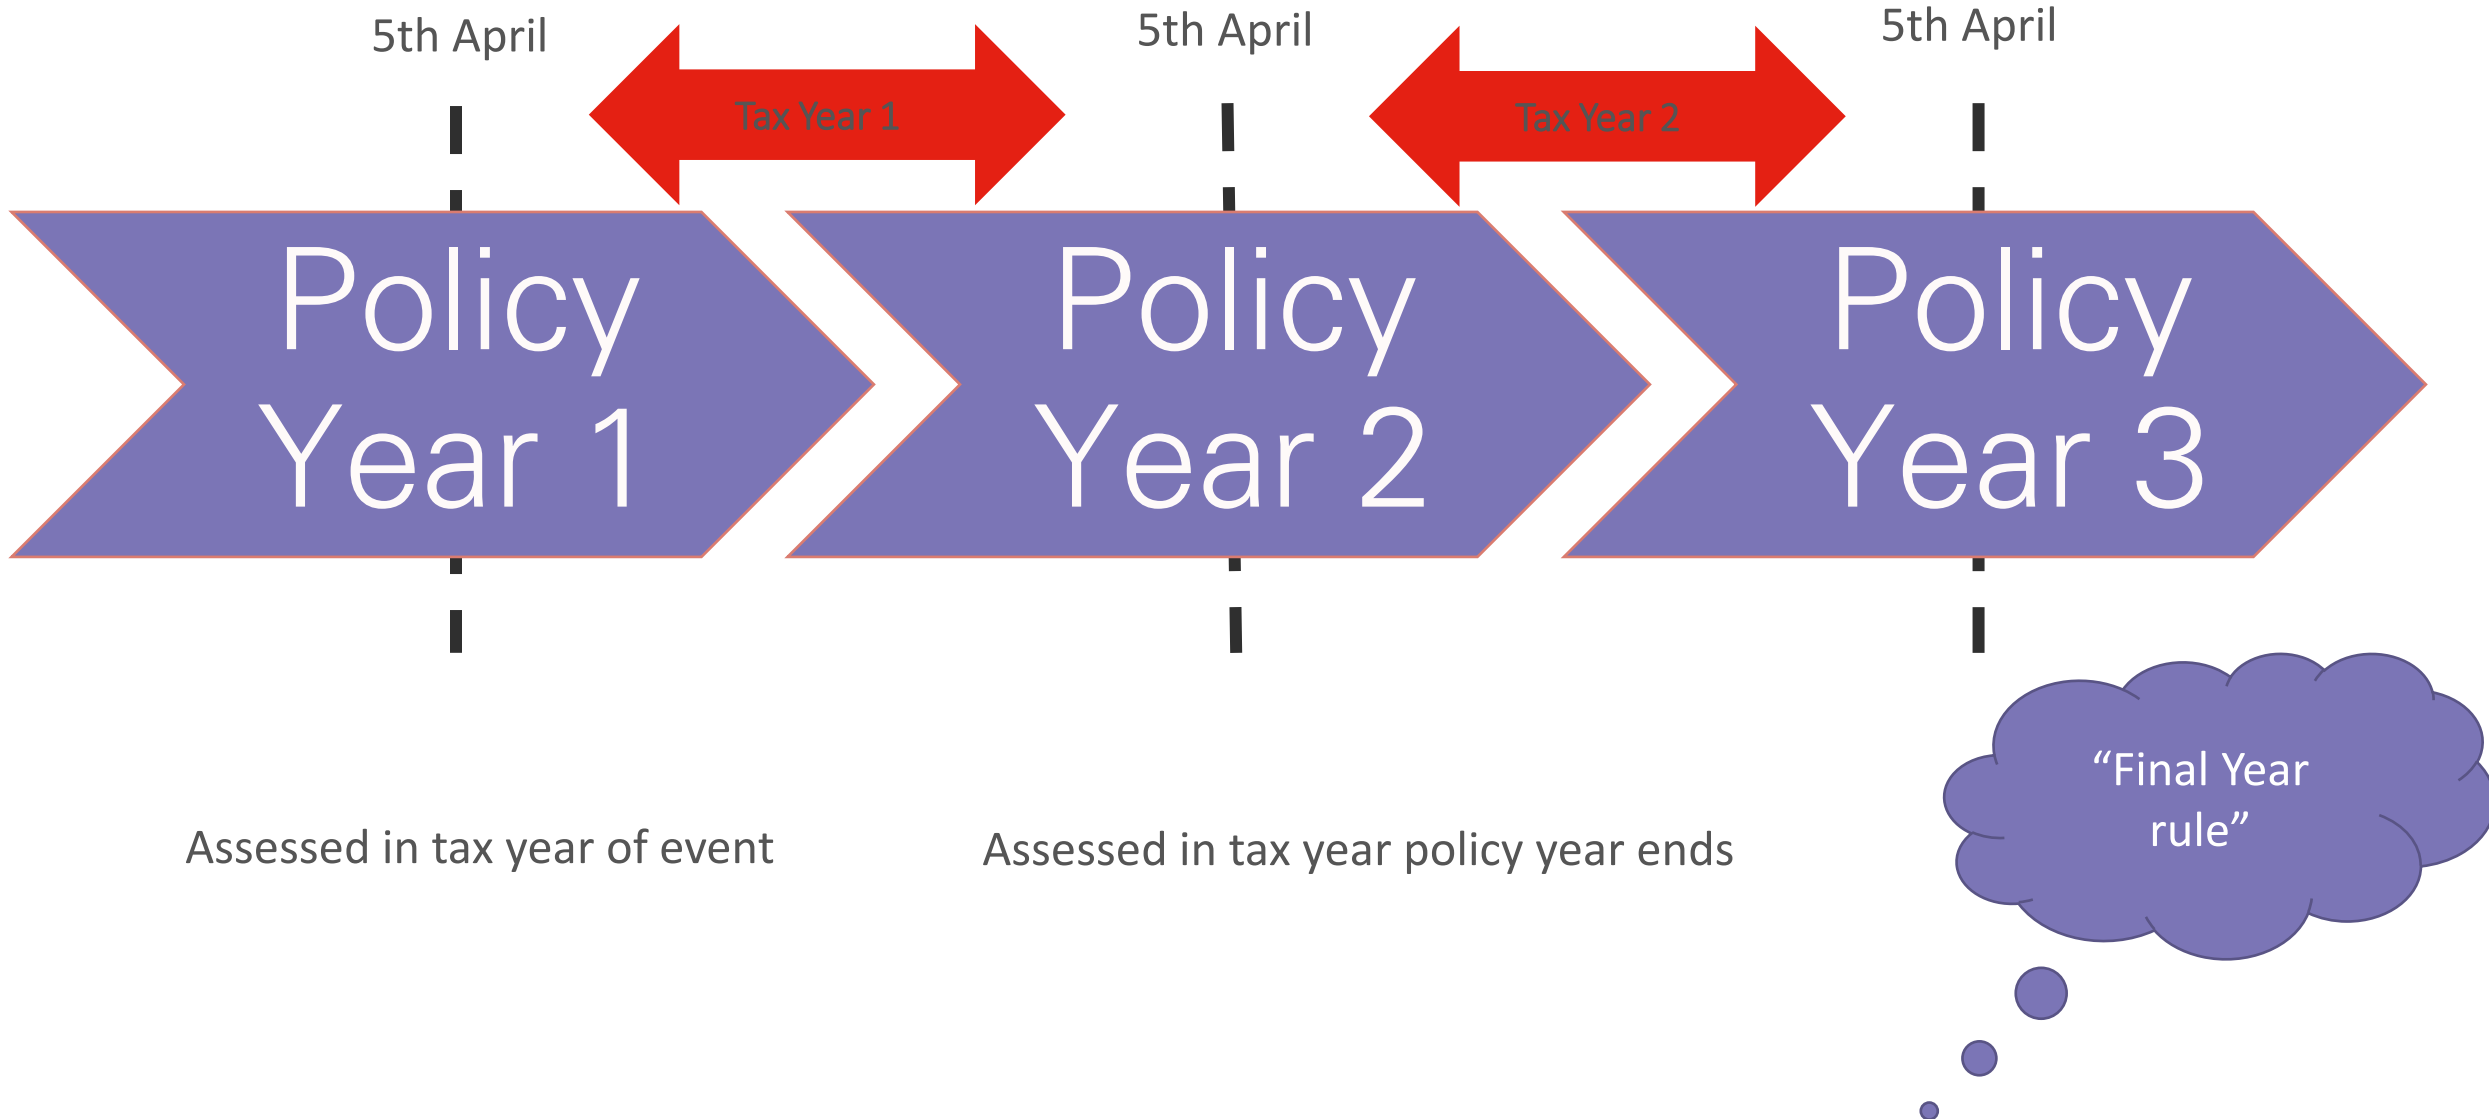 5th April
5th April
5th April
Tax Year 1
Tax Year 2
Policy
Year 1
Policy
Year 2
Policy
Year 3
“Final Year
rule”
Assessed in tax year of event
Assessed in tax year policy year ends